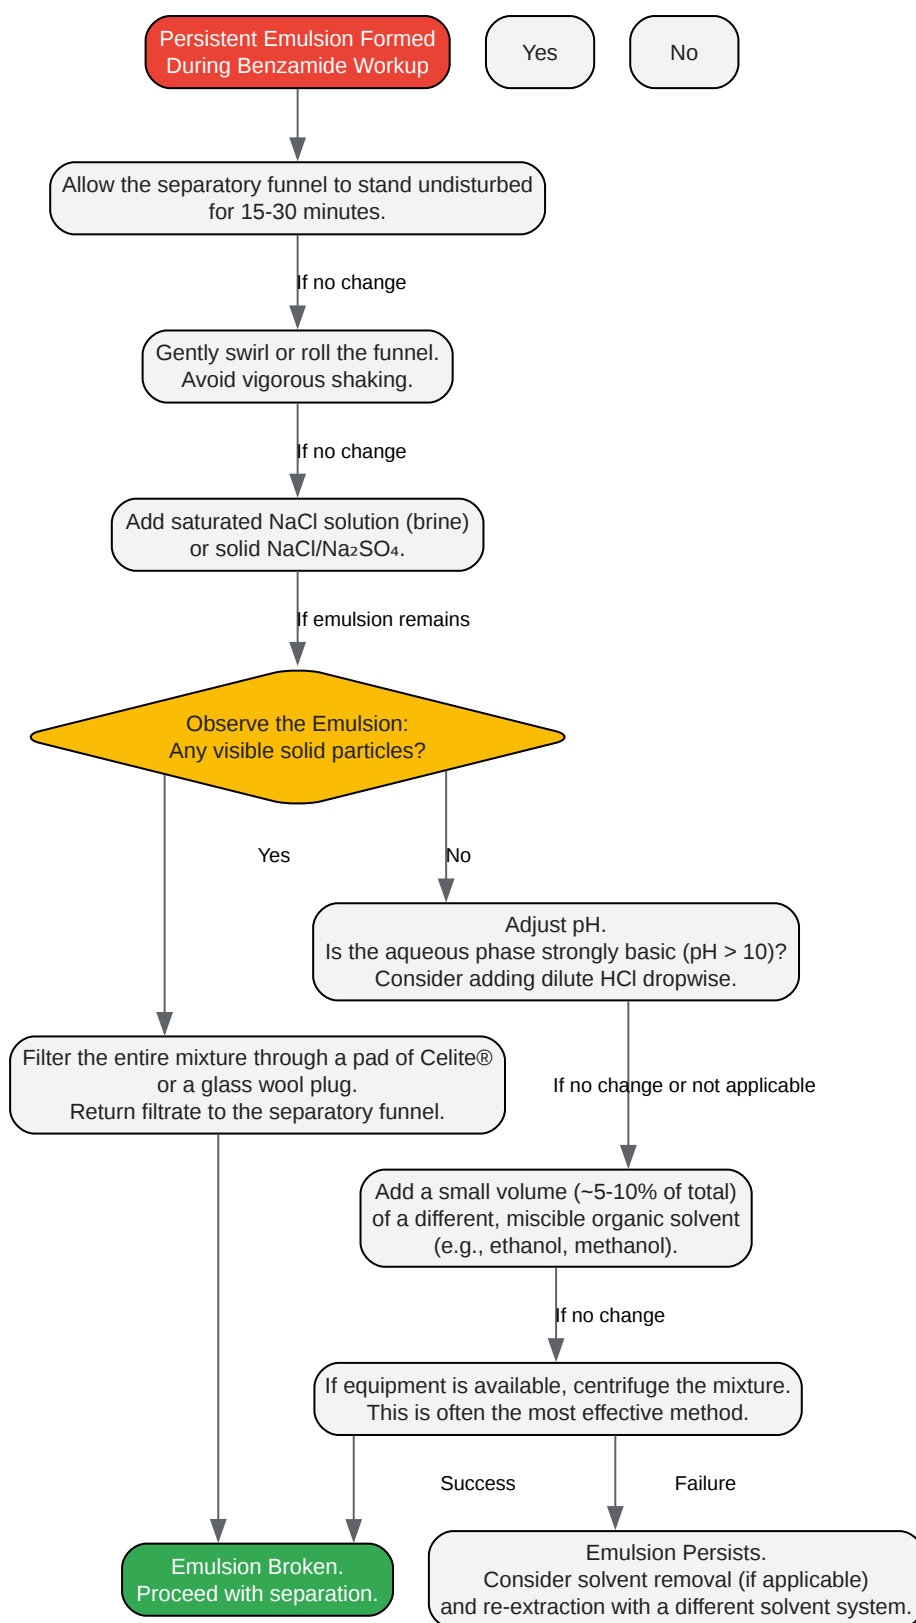 Persistent Emulsion Formed
During Benzamide Workup
Yes
No
Allow the separatory funnel to stand undisturbed
for 15-30 minutes.
If no change
Gently swirl or roll the funnel.
Avoid vigorous shaking.
If no change
Add saturated NaCl solution (brine)
or solid NaCl/Na₂SO₄.
If emulsion remains
Observe the Emulsion:
Any visible solid particles?
Yes
No
Adjust pH.
Is the aqueous phase strongly basic (pH > 10)?
Consider adding dilute HCl dropwise.
Filter the entire mixture through a pad of Celite®
or a glass wool plug.
Return filtrate to the separatory funnel.
If no change or not applicable
Add a small volume (~5-10% of total)
of a different, miscible organic solvent
(e.g., ethanol, methanol).
If no change
If equipment is available, centrifuge the mixture.
This is often the most effective method.
Success
Failure
Emulsion Broken.
Proceed with separation.
Emulsion Persists.
Consider solvent removal (if applicable)
and re-extraction with a different solvent system.